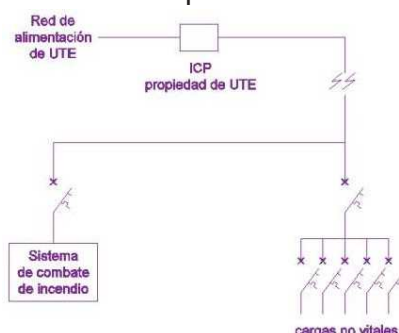 Red de
alimentación
de UTE
ICP
propiedad de UTE
Sistema
de combate
de incendio
cargas no vitales